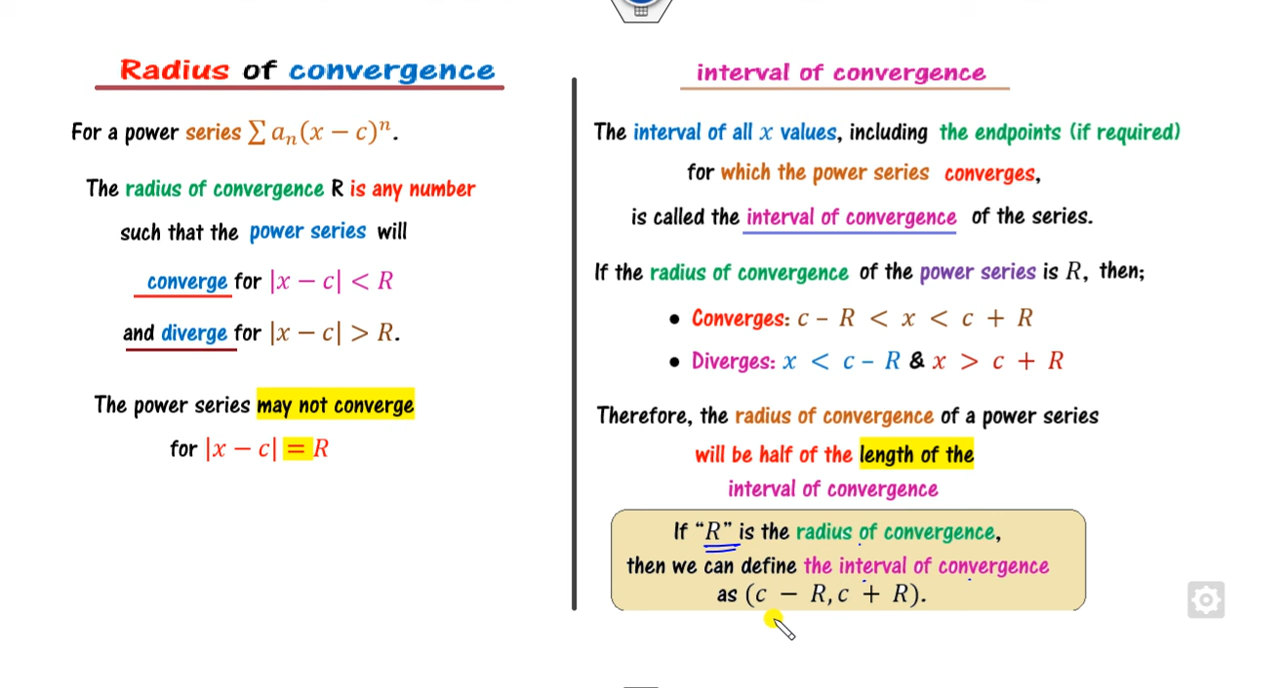 Radius of convergence
For a power series ∑ aₙ(x − c)ⁿ.
The radius of convergence R is any number
such that the power series will
converge for |x − c| < R
and diverge for |x − c| > R.
The power series may not converge
for |x − c| = R
interval of convergence
The interval of all x values, including the endpoints (if required)
for which the power series converges,
is called the interval of convergence of the series.
If the radius of convergence of the power series is R, then;
• Converges: c − R < x < c + R
• Diverges: x < c − R & x > c + R
Therefore, the radius of convergence of a power series
will be half of the length of the
interval of convergence
If “R” is the radius of convergence,
then we can define the interval of convergence
as (c − R, c + R).